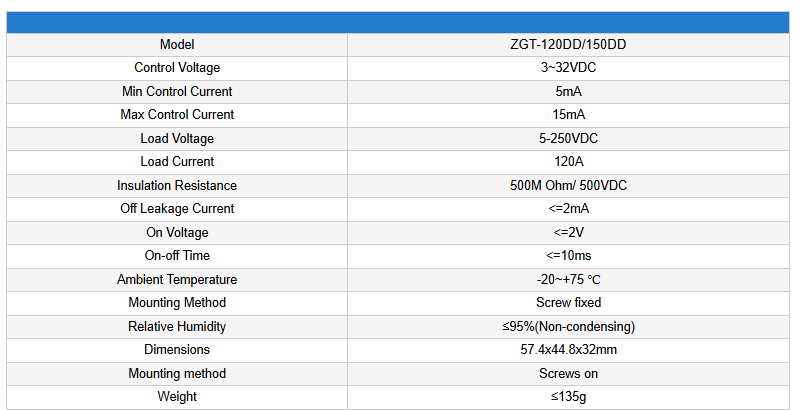 Model ZGT-120DD/150DD
Control Voltage 3~32VDC
Min Control Current 5mA
Max Control Current 15mA
Load Voltage 5-250VDC
Load Current 120A
Insulation Resistance 500M Ohm/ 500VDC
Off Leakage Current <=2mA
On Voltage <=2V
On-off Time <=10ms
Ambient Temperature -20~+75 ℃
Mounting Method Screw fixed
Relative Humidity ≤95%(Non-condensing)
Dimensions 57.4x44.8x32mm
Mounting method Screws on
Weight ≤135g